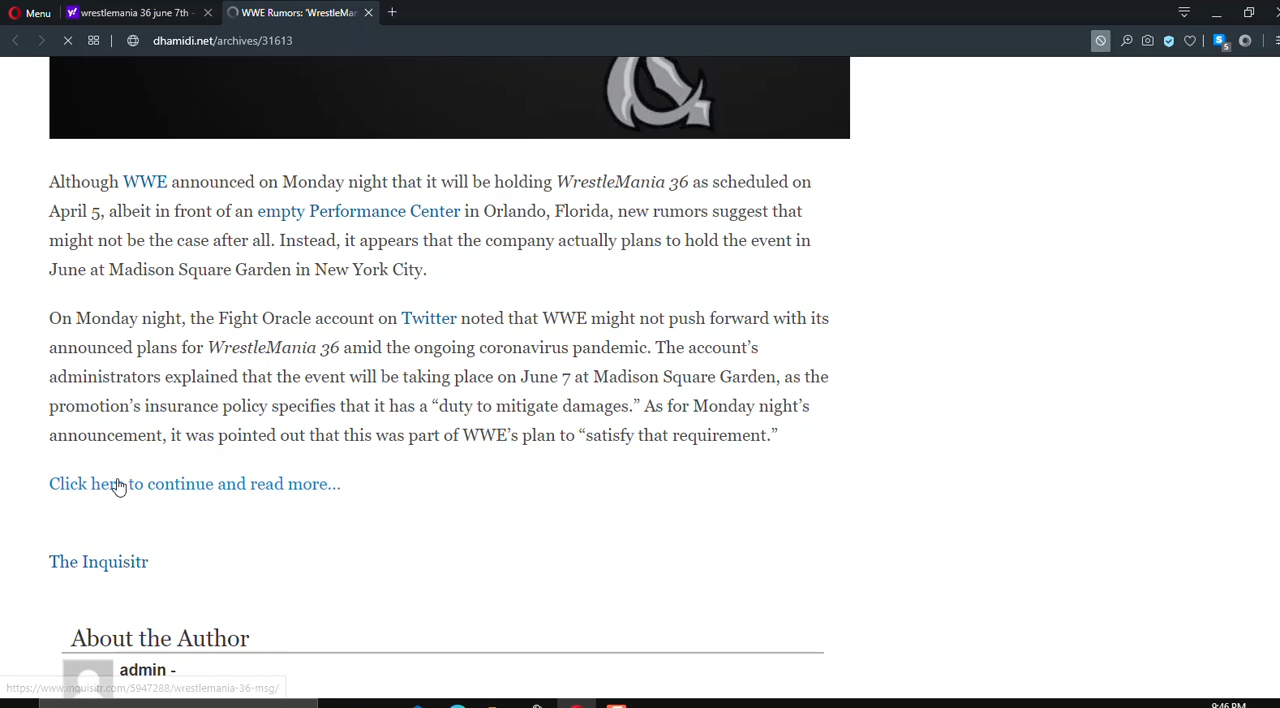 Menu
wrestlemania 36 june 7th -
WWE Rumors: 'WrestleMar
dhamidi.net/archives/31613
5
Although WWE announced on Monday night that it will be holding WrestleMania 36 as scheduled on
April 5, albeit in front of an empty Performance Center in Orlando, Florida, new rumors suggest that
might not be the case after all. Instead, it appears that the company actually plans to hold the event in
June at Madison Square Garden in New York City.
On Monday night, the Fight Oracle account on Twitter noted that WWE might not push forward with its
announced plans for WrestleMania 36 amid the ongoing coronavirus pandemic. The account's
administrators explained that the event will be taking place on June 7 at Madison Square Garden, as the
promotion's insurance policy specifies that it has a "duty to mitigate damages." As for Monday night's
announcement, it was pointed out that this was part of WWE's plan to "satisfy that requirement."
Click here to continue and read more...
The Inquisitr
About the Author
admin -
https://www.inquisitr.com/5947288/wrestlemania-36-msg/
9:46 PM